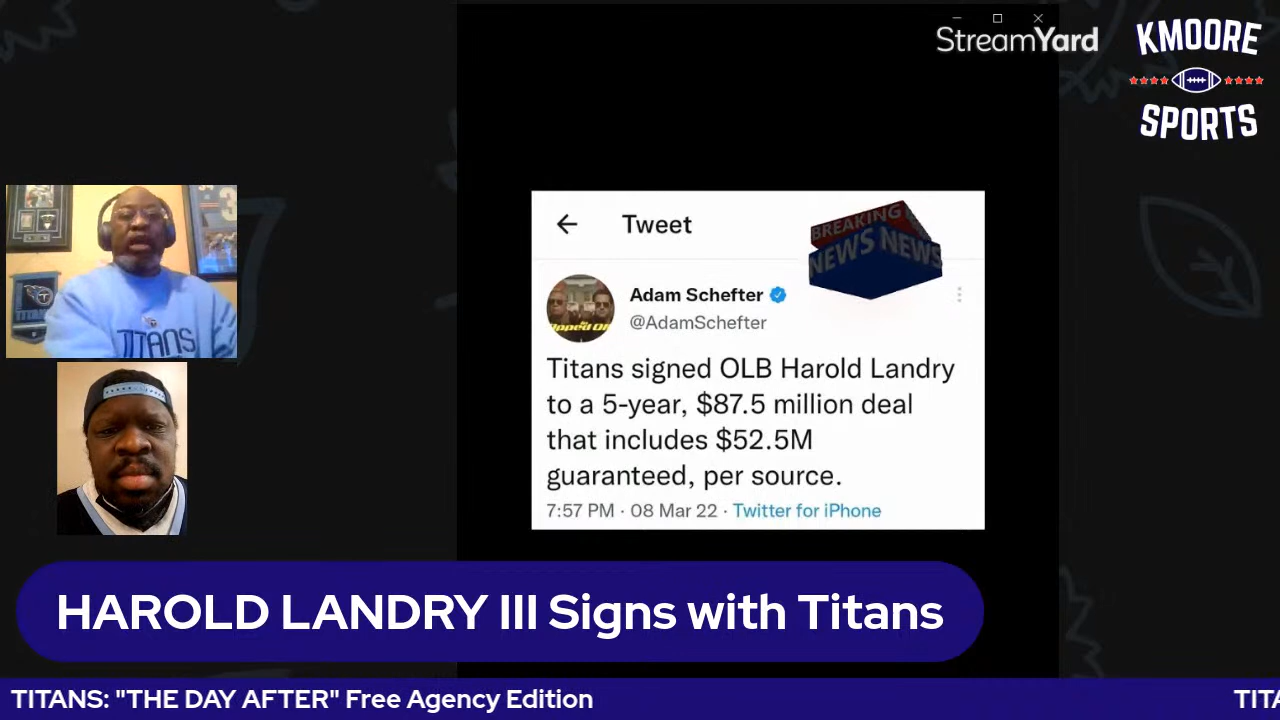 StreamYard
KMOORE
SPORTS
Tweet
BREAKING
NEWS NEWS
Adam Schefter
@AdamSchefter
Titans signed OLB Harold Landry
to a 5-year, $87.5 million deal
that includes $52.5M
guaranteed, per source.
7:57 PM · 08 Mar 22 · Twitter for iPhone
TITANS
HAROLD LANDRY III Signs with Titans
TITANS: "THE DAY AFTER" Free Agency Edition
TITA